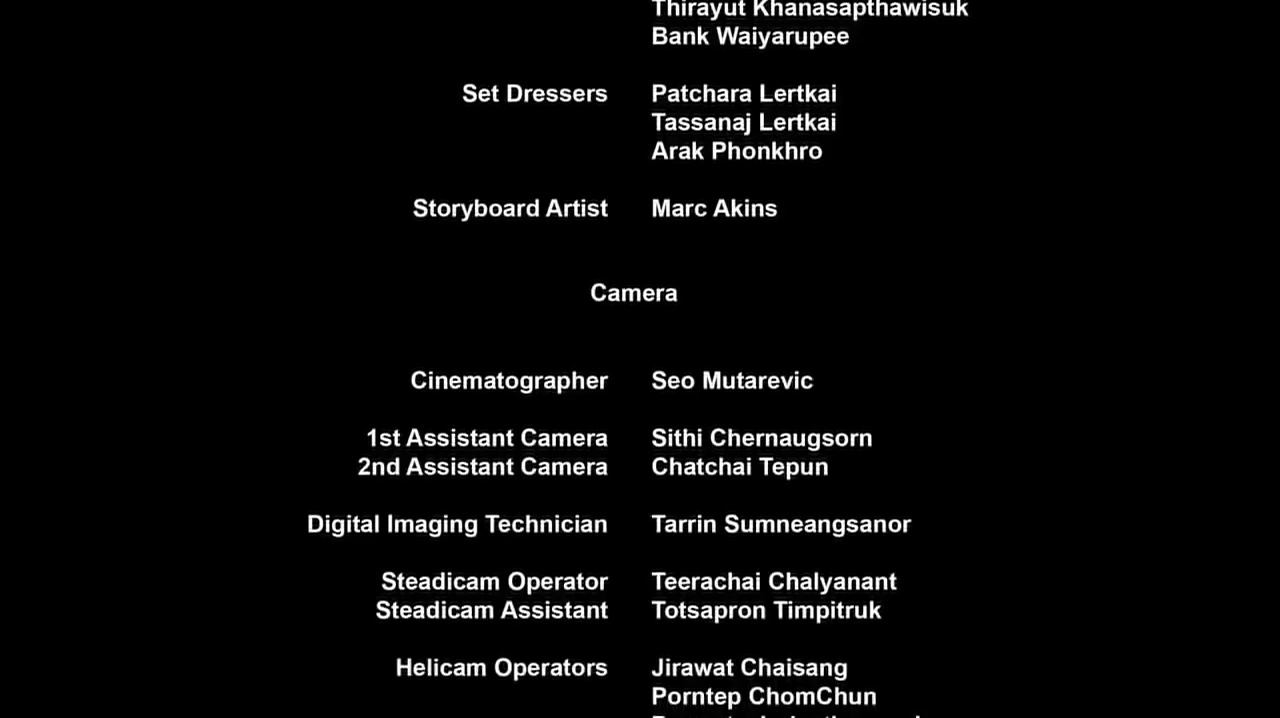 Thirayut Khanasapthawisuk
Bank Waiyarupee
Set Dressers Patchara Lertkai
Tassanaj Lertkai
Arak Phonkhro
Storyboard Artist Marc Akins
Camera
Cinematographer Seo Mutarevic
1st Assistant Camera Sithi Chernaugsorn
2nd Assistant Camera Chatchai Tepun
Digital Imaging Technician Tarrin Sumneangsanor
Steadicam Operator Teerachai Chalyanant
Steadicam Assistant Totsapron Timpitruk
Helicam Operators Jirawat Chaisang
Porntep ChomChun